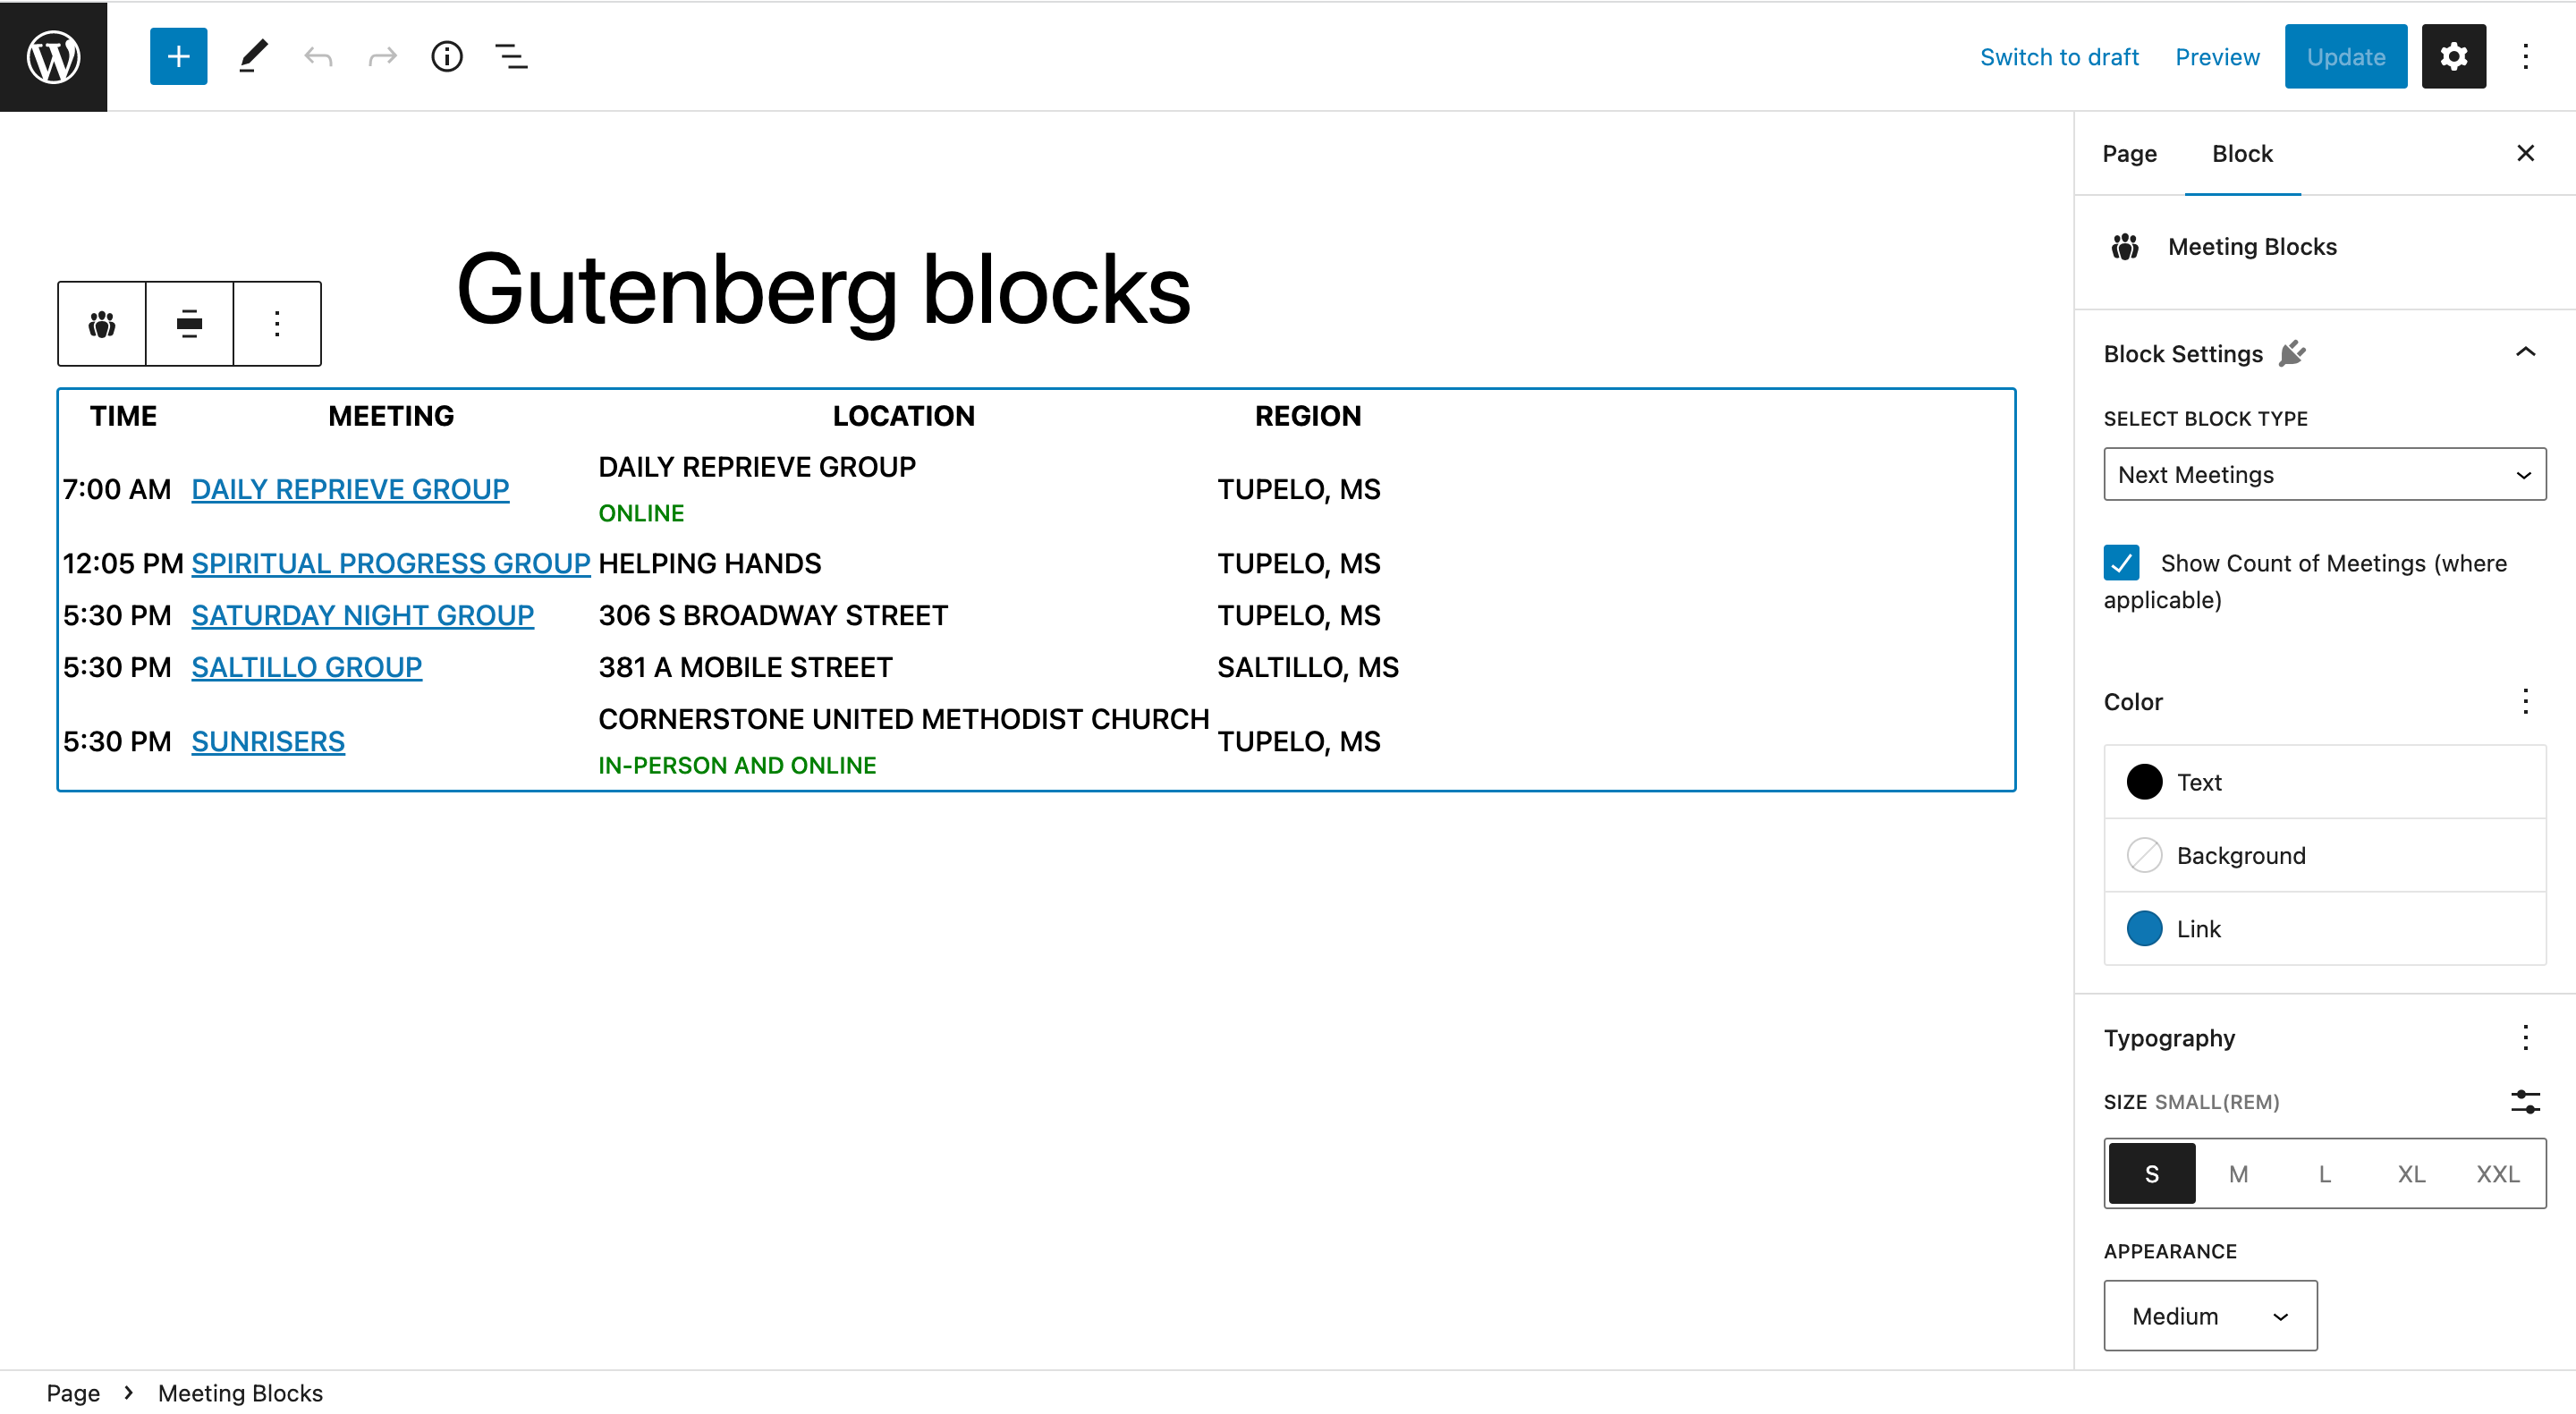 Switch to draft Preview Update
Page Block
Meeting Blocks
Gutenberg blocks
Block Settings
SELECT BLOCK TYPE
Next Meetings
Show Count of Meetings (where
applicable)
TIME MEETING LOCATION REGION
7:00 AM DAILY REPRIEVE GROUP DAILY REPRIEVE GROUP TUPELO, MS
ONLINE
12:05 PM SPIRITUAL PROGRESS GROUP HELPING HANDS TUPELO, MS
5:30 PM SATURDAY NIGHT GROUP 306 S BROADWAY STREET TUPELO, MS
5:30 PM SALTILLO GROUP 381 A MOBILE STREET SALTILLO, MS
5:30 PM SUNRISERS CORNERSTONE UNITED METHODIST CHURCH TUPELO, MS
IN-PERSON AND ONLINE
Color
Text
Background
Link
Typography
SIZE SMALL(REM)
S M L XL XXL
APPEARANCE
Medium
Page Meeting Blocks